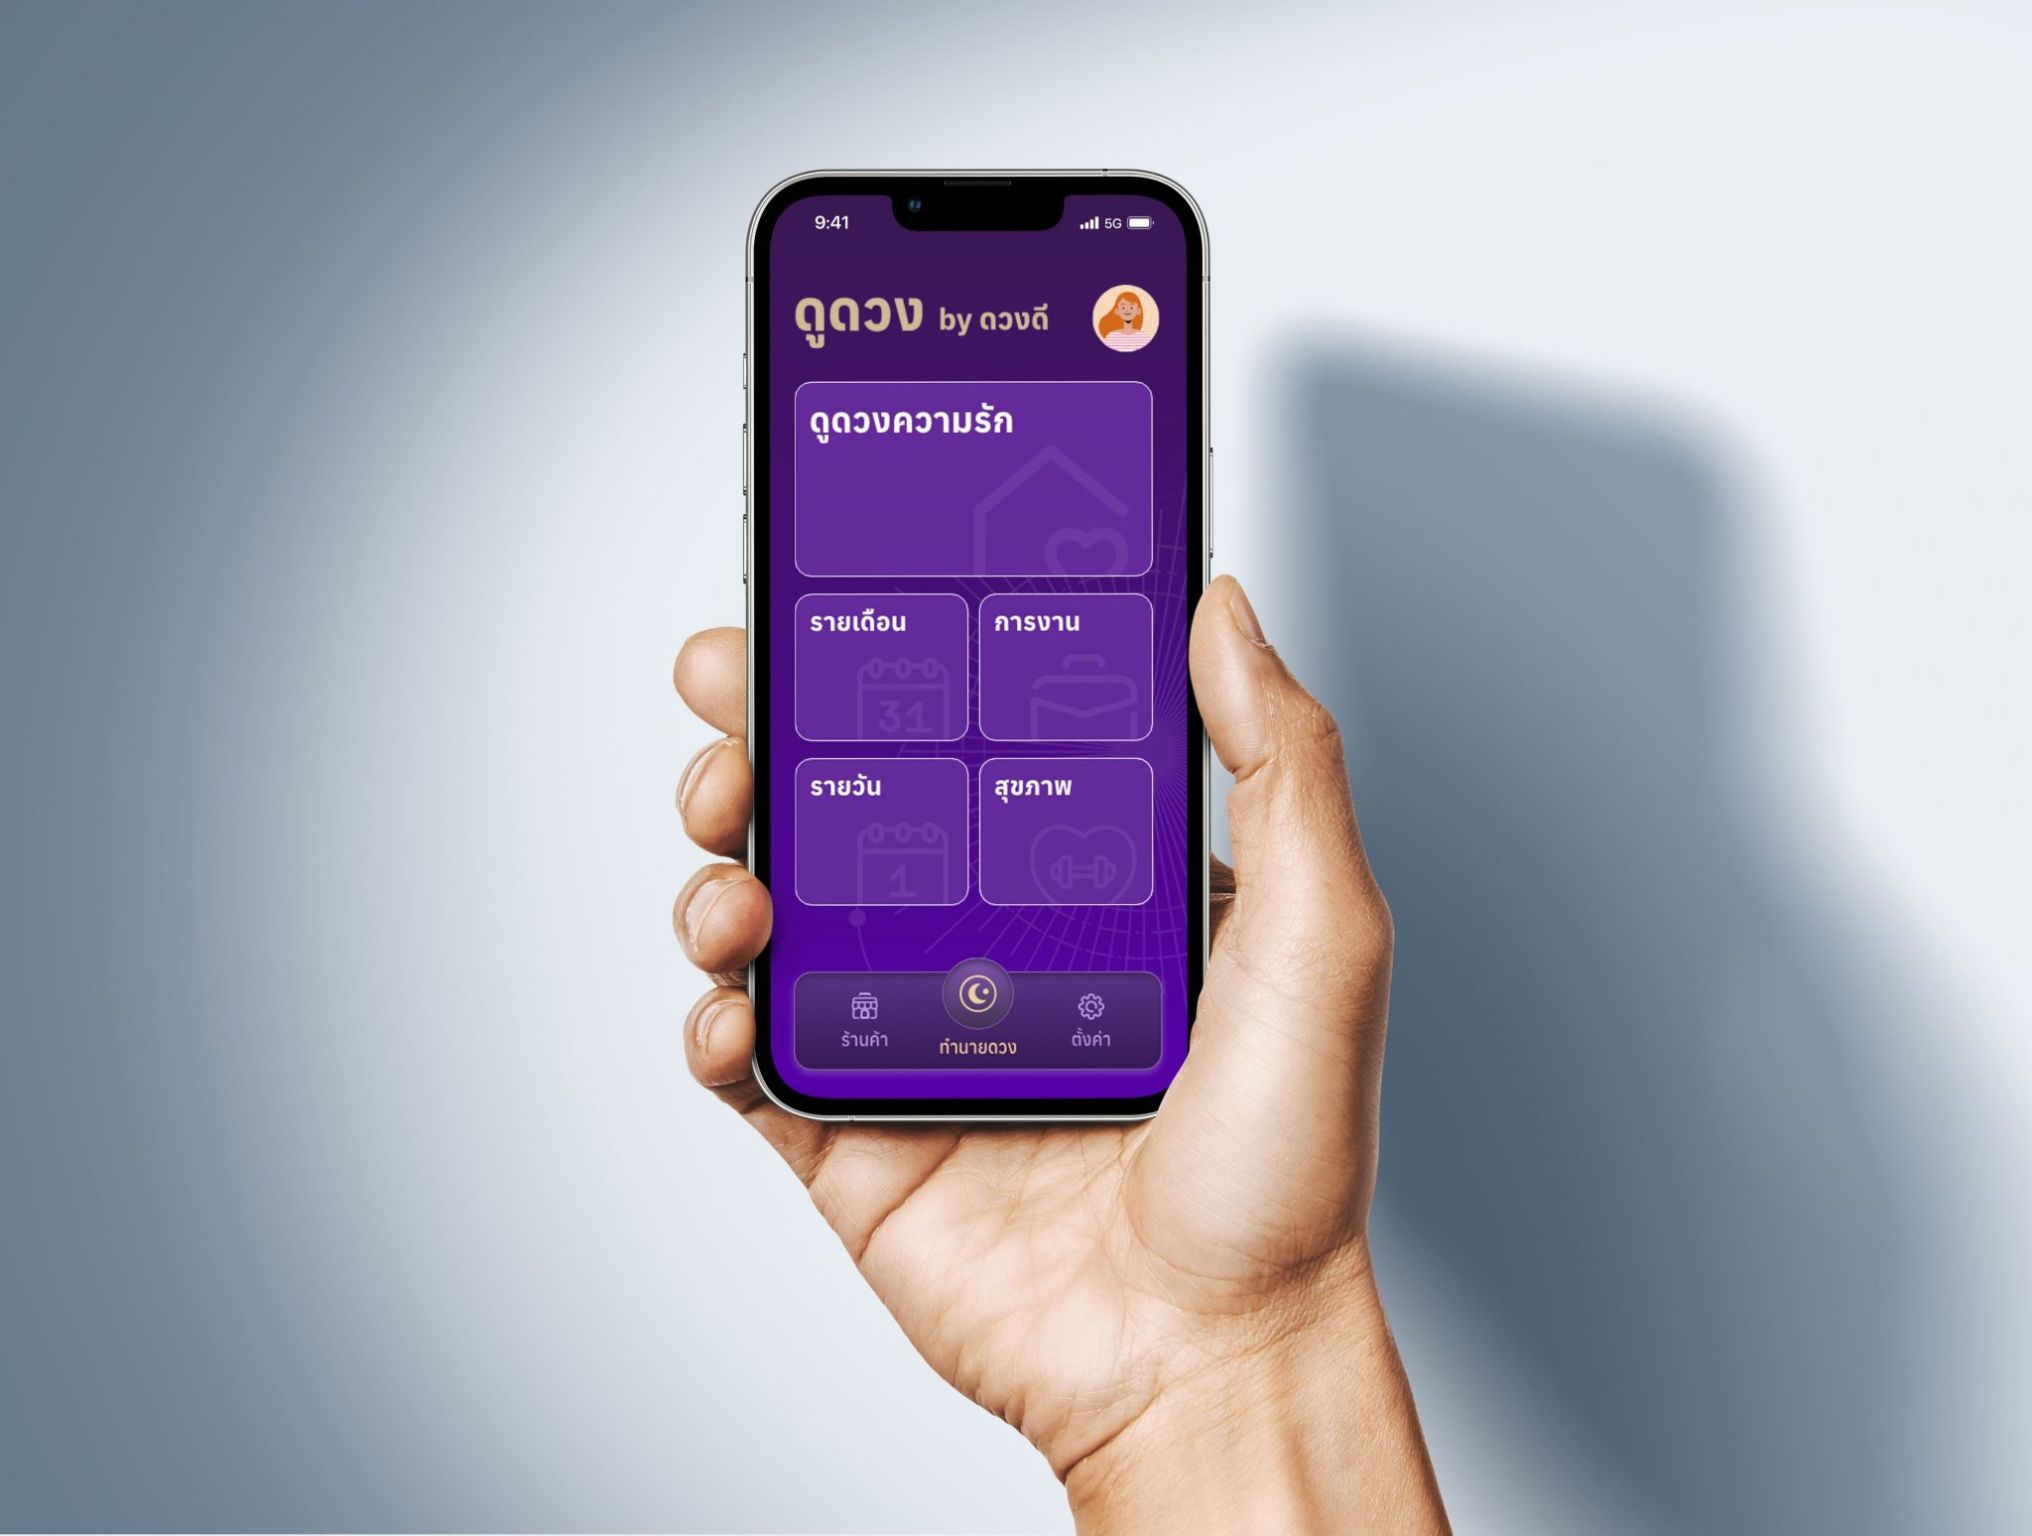 9:41 5G
ดูดวง by ดวงดี
ดูดวงความรัก
รายเดือน
31
การงาน
รายวัน
1
สุขภาพ
ร้านค้า
ทำนายดวง
ตั้งค่า